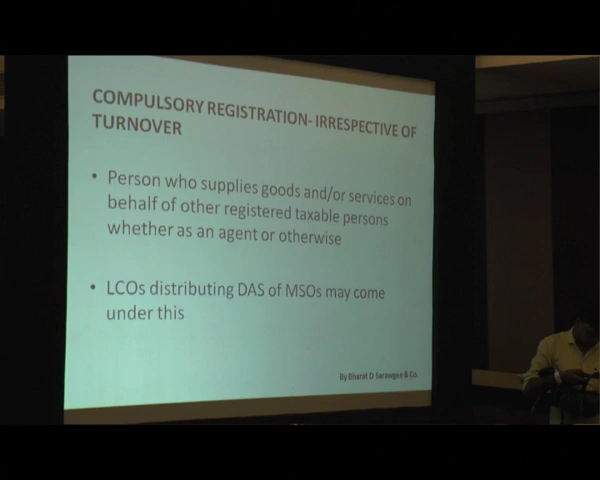 COMPULSORY REGISTRATION- IRRESPECTIVE OF
TURNOVER
• Person who supplies goods and/or services on
behalf of other registered taxable persons
whether as an agent or otherwise
• LCOs distributing DAS of MSOs may come
under this
By Bharat D Sarawgee & Co.